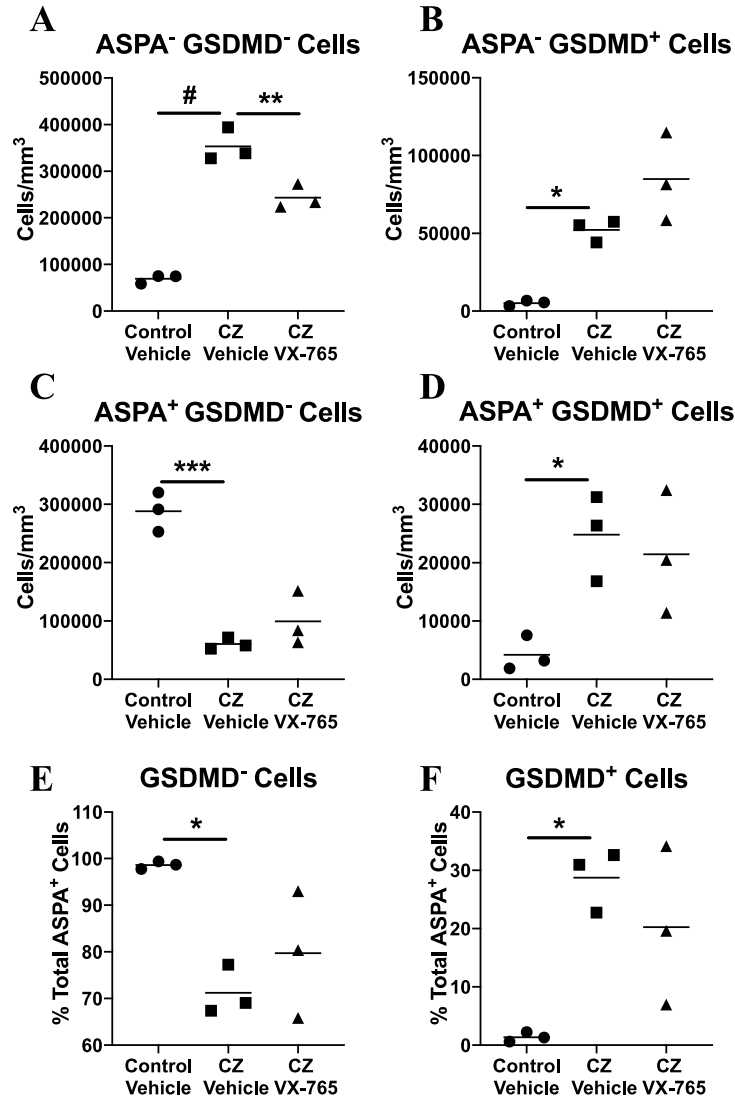 A
ASPA⁻ GSDMD⁻ Cells
Cells/mm³
500000
400000
300000
200000
100000
0
#
**
Control
Vehicle
CZ
Vehicle
CZ
VX-765
B
ASPA⁻ GSDMD⁺ Cells
Cells/mm³
150000
100000
50000
0
*
Control
Vehicle
CZ
Vehicle
CZ
VX-765
C
ASPA⁺ GSDMD⁻ Cells
Cells/mm³
400000
300000
200000
100000
0
***
Control
Vehicle
CZ
Vehicle
CZ
VX-765
D
ASPA⁺ GSDMD⁺ Cells
Cells/mm³
40000
30000
20000
10000
0
*
Control
Vehicle
CZ
Vehicle
CZ
VX-765
E
GSDMD⁻ Cells
% Total ASPA⁺ Cells
110
100
90
80
70
60
*
Control
Vehicle
CZ
Vehicle
CZ
VX-765
F
GSDMD⁺ Cells
% Total ASPA⁺ Cells
40
30
20
10
0
*
Control
Vehicle
CZ
Vehicle
CZ
VX-765